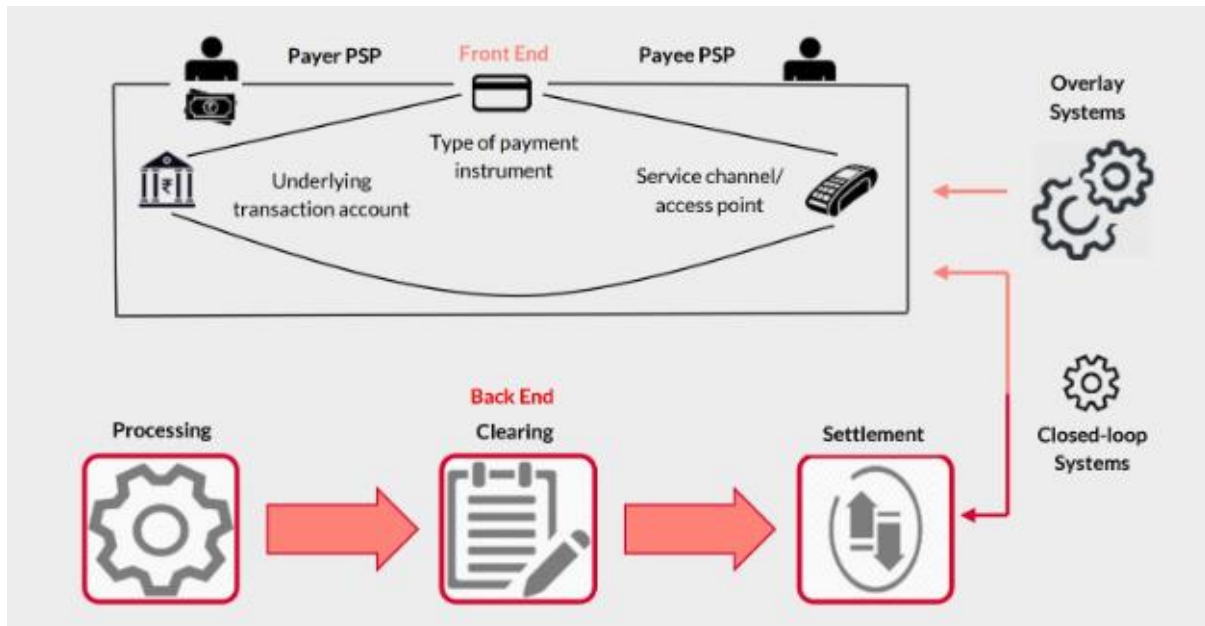 Payer PSP
Front End
Payee PSP
Overlay
Systems
Type of payment
instrument
Underlying
transaction account
Service channel/
access point
₹
Back End
Processing
Clearing
Settlement
Closed-loop
Systems